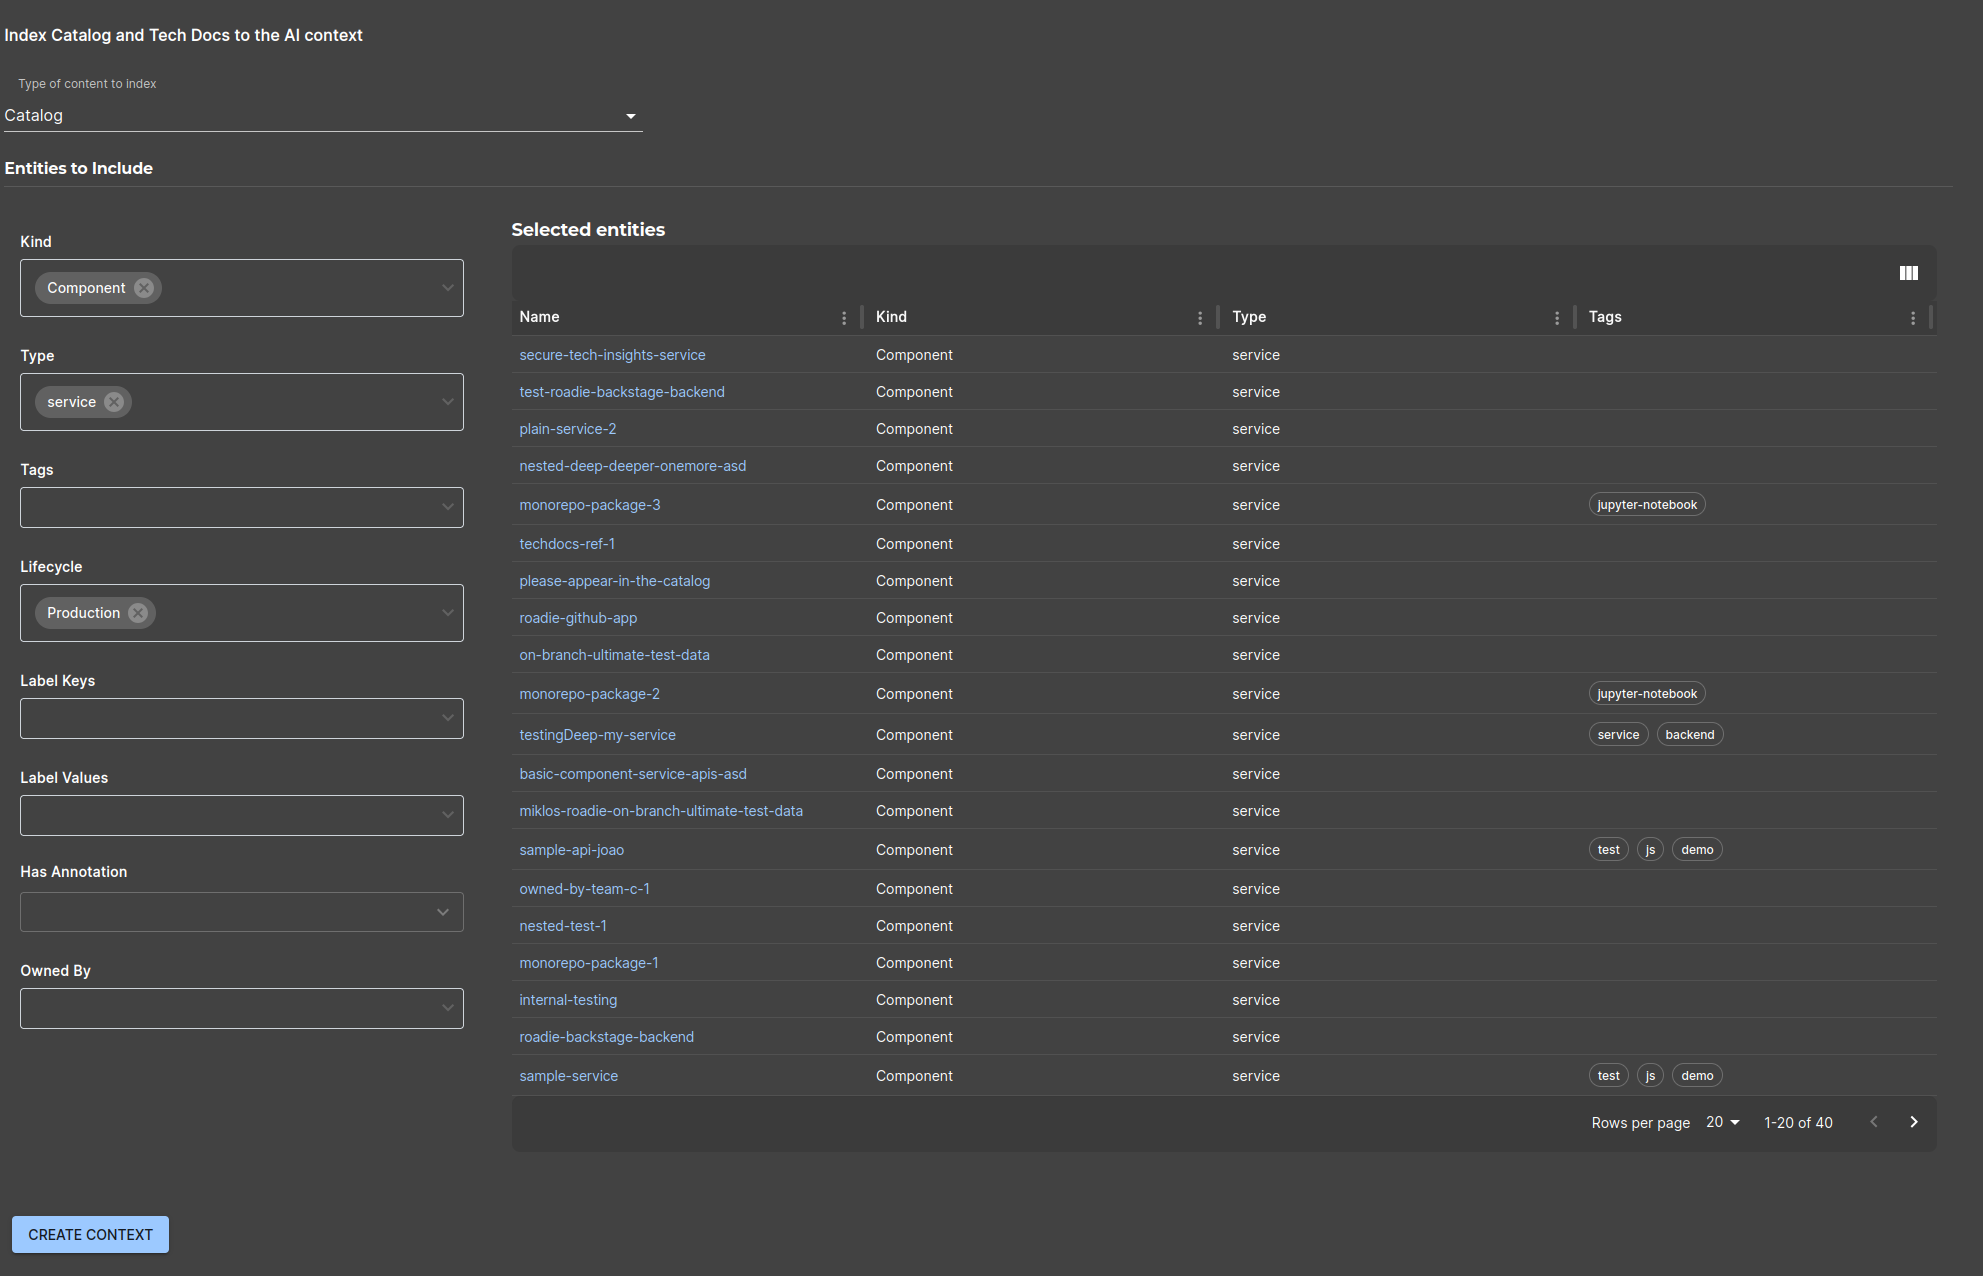 Index Catalog and Tech Docs to the AI context
Type of content to index
Catalog
Entities to Include
Kind
Component
Type
service
Tags
Lifecycle
Production
Label Keys
Label Values
Has Annotation
Owned By
Selected entities
Name Kind Type Tags
secure-tech-insights-service Component service
test-roadie-backstage-backend Component service
plain-service-2 Component service
nested-deep-deeper-onemore-asd Component service
monorepo-package-3 Component service jupyter-notebook
techdocs-ref-1 Component service
please-appear-in-the-catalog Component service
roadie-github-app Component service
on-branch-ultimate-test-data Component service
monorepo-package-2 Component service jupyter-notebook
testingDeep-my-service Component service service backend
basic-component-service-apis-asd Component service
miklos-roadie-on-branch-ultimate-test-data Component service
sample-api-joao Component service test js demo
owned-by-team-c-1 Component service
nested-test-1 Component service
monorepo-package-1 Component service
internal-testing Component service
roadie-backstage-backend Component service
sample-service Component service test js demo
Rows per page 20 1-20 of 40
CREATE CONTEXT